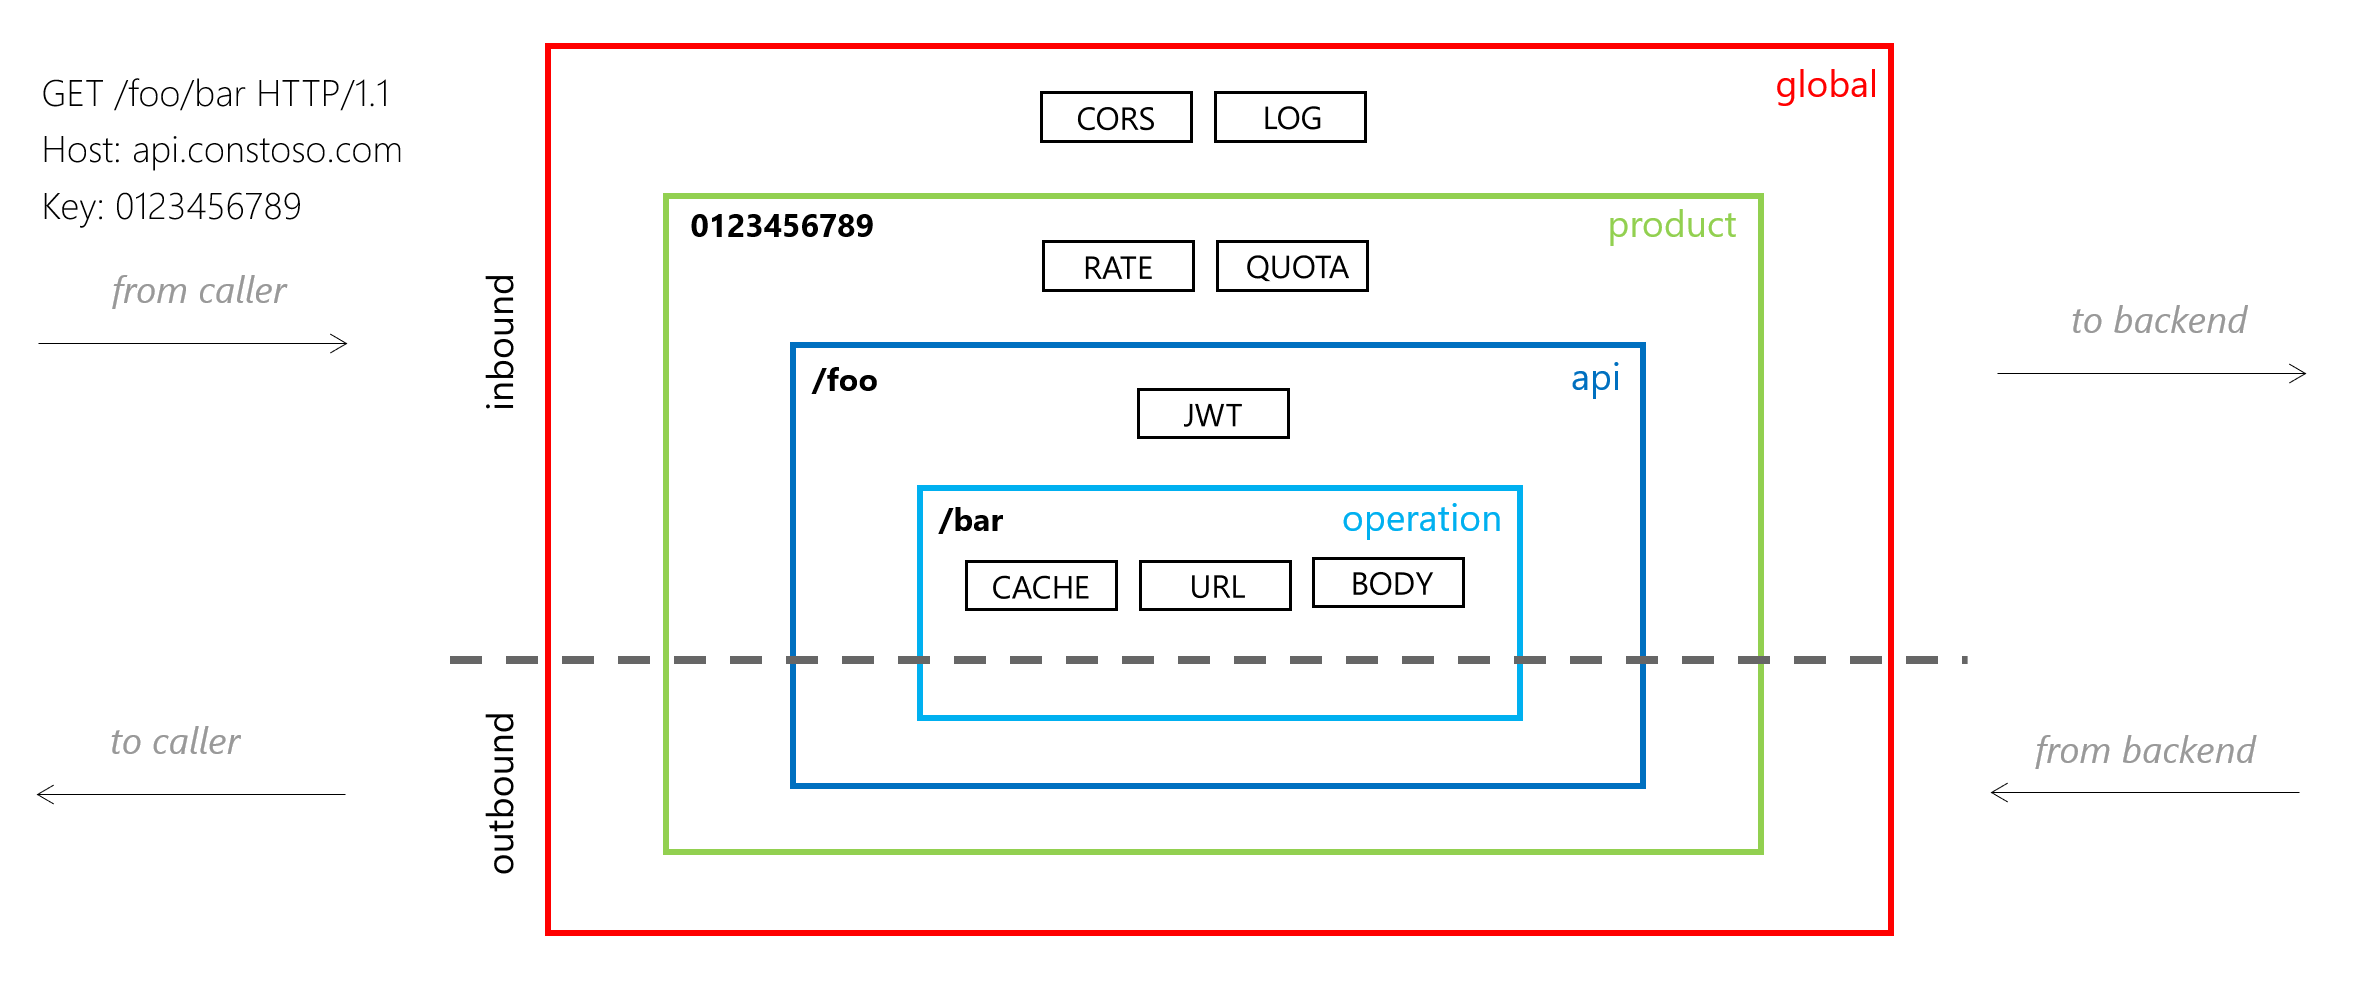 GET /foo/bar HTTP/1.1
Host: api.constoso.com
Key: 0123456789
from caller
inbound
global
CORS
LOG
0123456789
product
RATE
QUOTA
/foo
api
JWT
/bar
operation
CACHE
URL
BODY
to backend
outbound
to caller
from backend